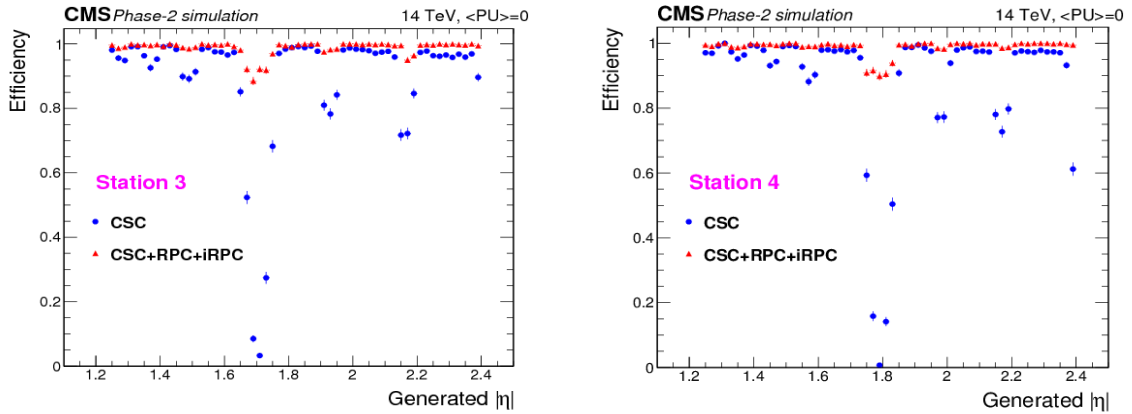 CMS Phase-2 simulation 14 TeV, <PU>=0
Efficiency
1
0.8
0.6
0.4
0.2
0
Station 3
CSC
CSC+RPC+iRPC
1.2 1.4 1.6 1.8 2 2.2 2.4
Generated |η|
CMS Phase-2 simulation 14 TeV, <PU>=0
Efficiency
1
0.8
0.6
0.4
0.2
0
Station 4
CSC
CSC+RPC+iRPC
1.2 1.4 1.6 1.8 2 2.2 2.4
Generated |η|